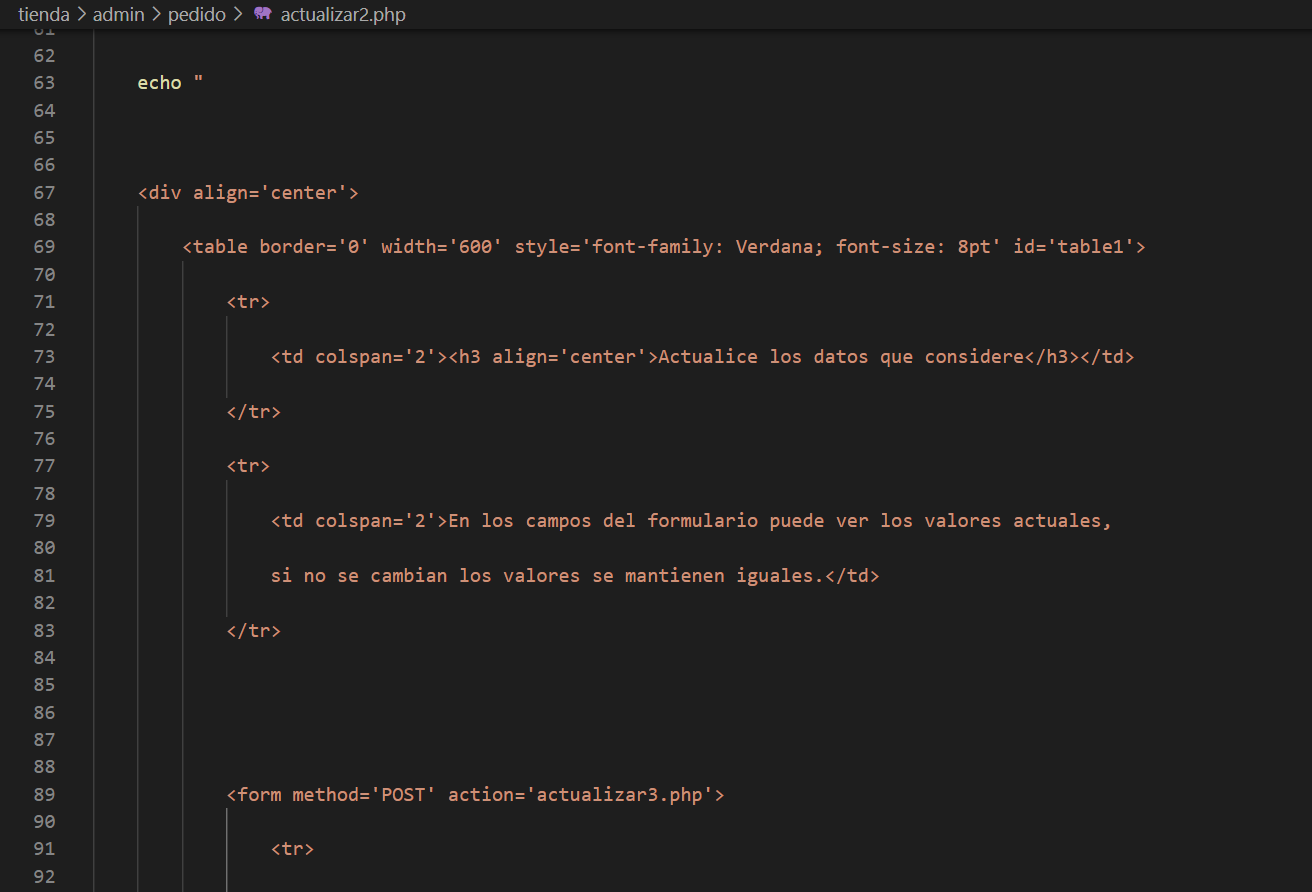 tienda > admin > pedido > actualizar2.php
61
62
63 echo "
64
65
66
67 <div align='center'>
68
69 <table border='0' width='600' style='font-family: Verdana; font-size: 8pt' id='table1'>
70
71 <tr>
72
73 <td colspan='2'><h3 align='center'>Actualice los datos que considere</h3></td>
74
75 </tr>
76
77 <tr>
78
79 <td colspan='2'>En los campos del formulario puede ver los valores actuales,
80
81 si no se cambian los valores se mantienen iguales.</td>
82
83 </tr>
84
85
86
87
88
89 <form method='POST' action='actualizar3.php'>
90
91 <tr>
92